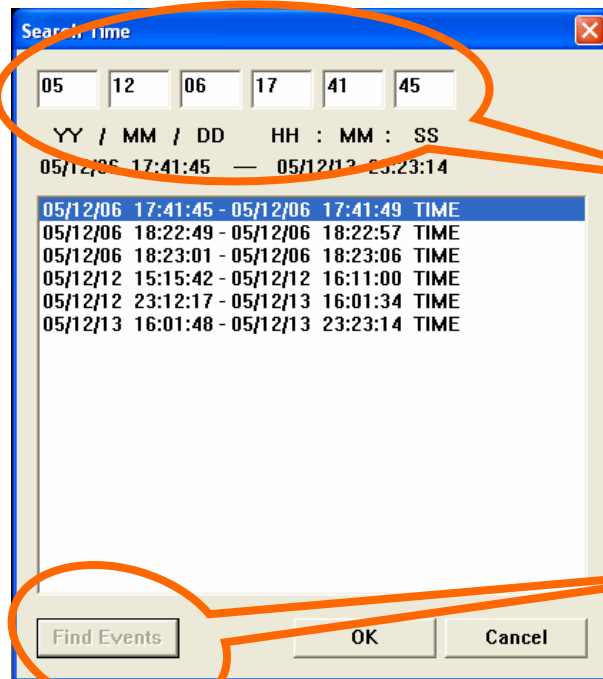 Search Time
05 12 06 17 41 45
YY / MM / DD HH : MM : SS
05/12/06 17:41:45 — 05/12/13 23:23:14
05/12/06 17:41:45 - 05/12/06 17:41:49 TIME
05/12/06 18:22:49 - 05/12/06 18:22:57 TIME
05/12/06 18:23:01 - 05/12/06 18:23:06 TIME
05/12/12 15:15:42 - 05/12/12 16:11:00 TIME
05/12/12 23:12:17 - 05/12/13 16:01:34 TIME
05/12/13 16:01:48 - 05/12/13 23:23:14 TIME
Find Events OK Cancel